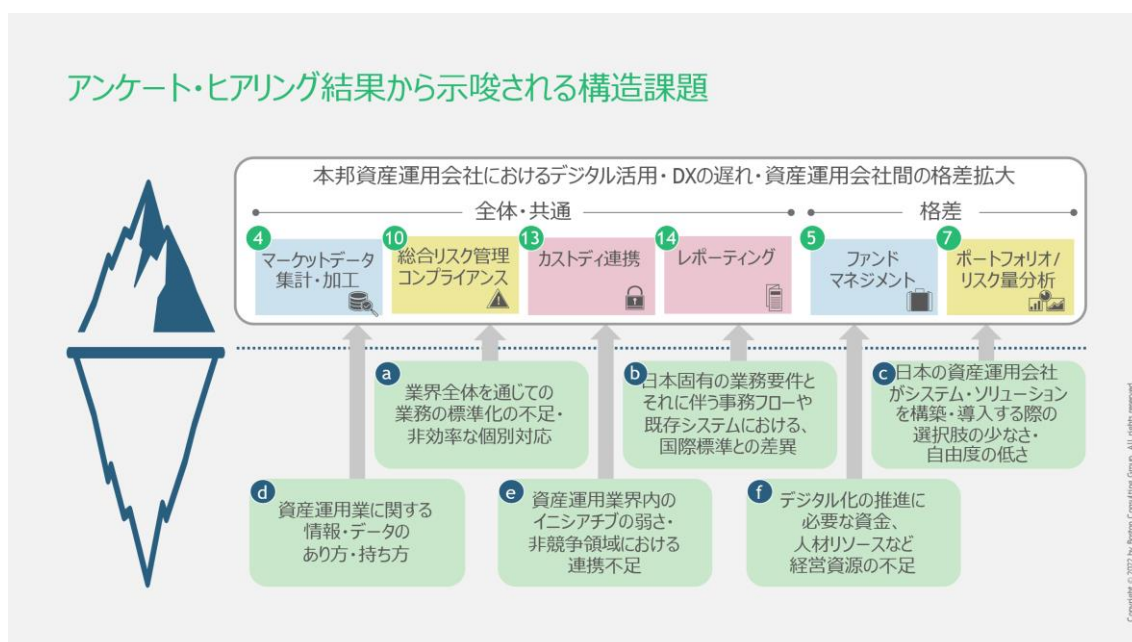 アンケート・ヒアリング結果から示唆される構造課題
本邦資産運用会社におけるデジタル活用・DXの遅れ・資産運用会社間の格差拡大
全体・共通
格差
4
マーケットデータ
集計・加工
10
総合リスク管理
コンプライアンス
13
カストディ連携
14
レポーティング
5
ファンド
マネジメント
7
ポートフォリオ/
リスク量分析
a
業界全体を通じての
業務の標準化の不足・
非効率な個別対応
b
日本固有の業務要件と
それに伴う事務フローや
既存システムにおける、
国際標準との差異
c
日本の資産運用会社
がシステム・ソリューション
を構築・導入する際の
選択肢の少なさ・
自由度の低さ
d
資産運用業に関する
情報・データの
あり方・持ち方
e
資産運用業界内の
イニシアチブの弱さ・
非競争領域における
連携不足
f
デジタル化の推進に
必要な資金、
人材リソースなど
経営資源の不足
Copyright © 2022 by Boston Consulting Group. All rights reserved.